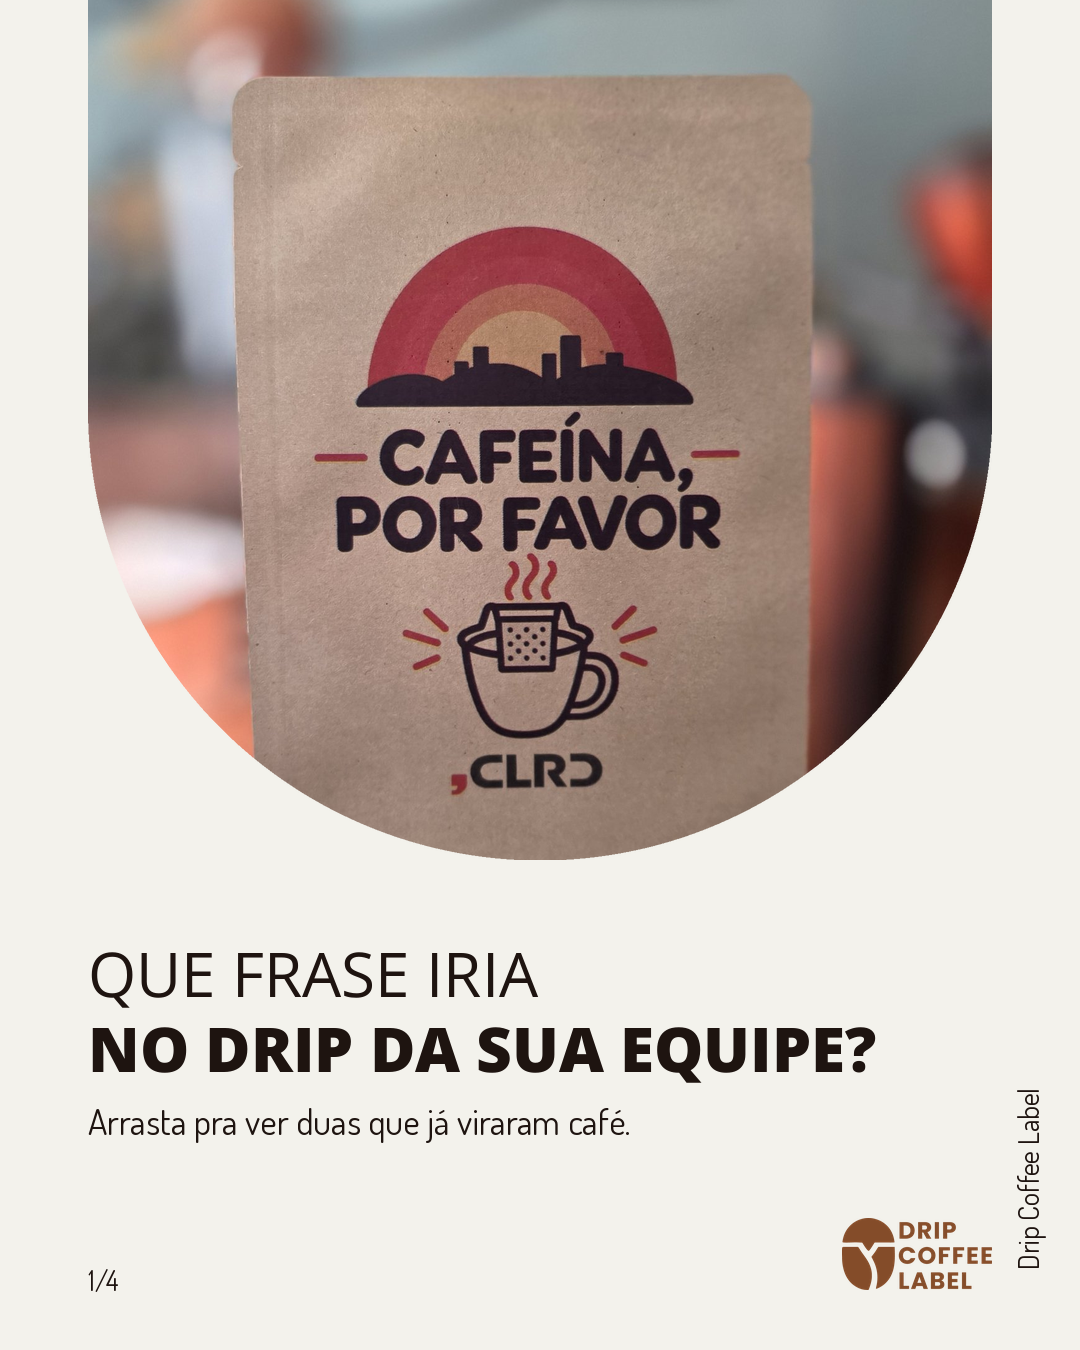 CAFEÍNA,
POR FAVOR
,CLRD
QUE FRASE IRIA
NO DRIP DA SUA EQUIPE?
Arrasta pra ver duas que já viraram café.
1/4
DRIP
COFFEE
LABEL
Drip Coffee Label